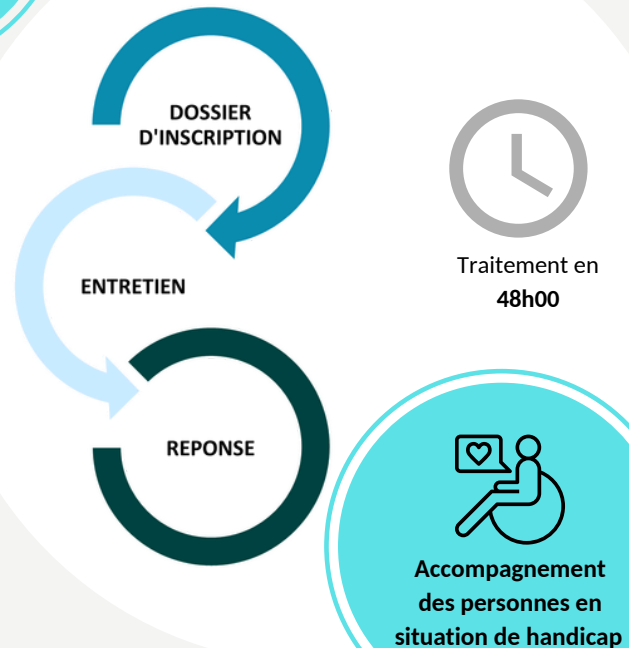 DOSSIER
D'INSCRIPTION
Traitement en
48h00
ENTRETIEN
REPONSE
Accompagnement
des personnes en
situation de handicap